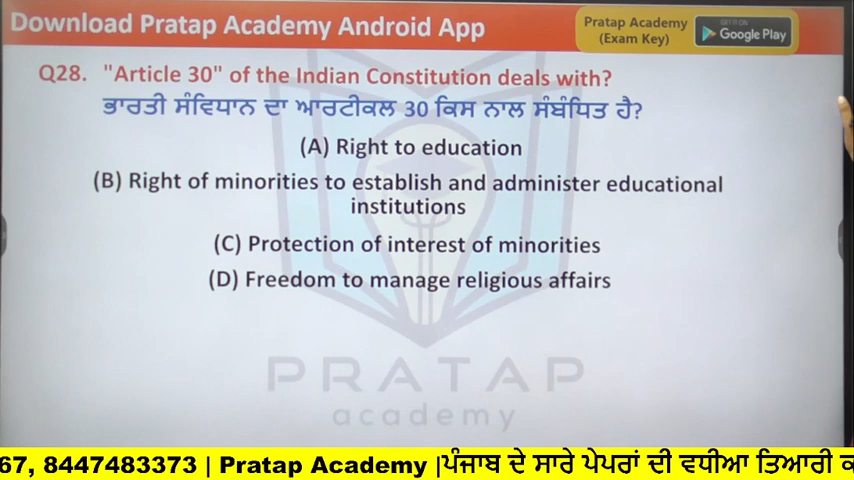 Download Pratap Academy Android App
Pratap Academy
(Exam Key)
GET IT ON
Google Play
Q28. "Article 30" of the Indian Constitution deals with?
ਭਾਰਤੀ ਸੰਵਿਧਾਨ ਦਾ ਆਰਟੀਕਲ 30 ਕਿਸ ਨਾਲ ਸੰਬੰਧਿਤ ਹੈ?
(A) Right to education
(B) Right of minorities to establish and administer educational
institutions
(C) Protection of interest of minorities
(D) Freedom to manage religious affairs
PRATAP
academy
67, 8447483373 | Pratap Academy |ਪੰਜਾਬ ਦੇ ਸਾਰੇ ਪੇਪਰਾਂ ਦੀ ਵਧੀਆ ਤਿਆਰੀ